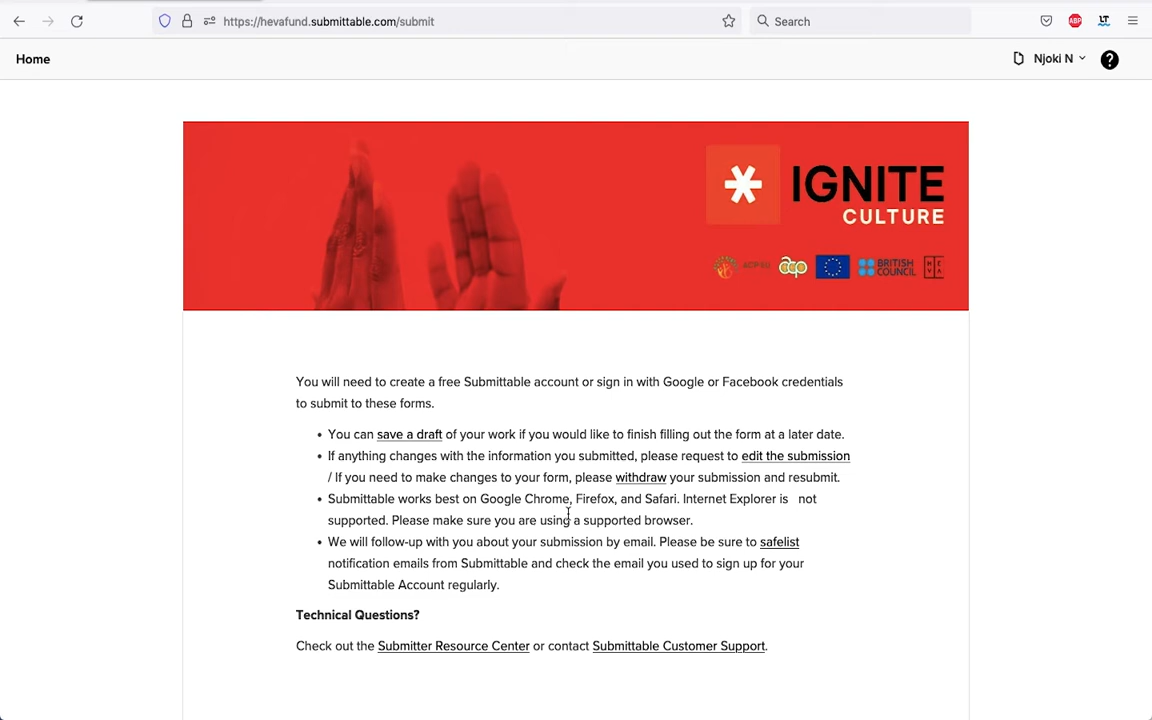 https://hevafund.submittable.com/submit
Search
ABP
LT
Home
Njoki N
?
IGNITE
CULTURE
acp
BRITISH
COUNCIL
HEVA
You will need to create a free Submittable account or sign in with Google or Facebook credentials
to submit to these forms.
• You can save a draft of your work if you would like to finish filling out the form at a later date.
• If anything changes with the information you submitted, please request to edit the submission
/ If you need to make changes to your form, please withdraw your submission and resubmit.
• Submittable works best on Google Chrome, Firefox, and Safari. Internet Explorer is not
supported. Please make sure you are using a supported browser.
• We will follow-up with you about your submission by email. Please be sure to safelist
notification emails from Submittable and check the email you used to sign up for your
Submittable Account regularly.
Technical Questions?
Check out the Submitter Resource Center or contact Submittable Customer Support.